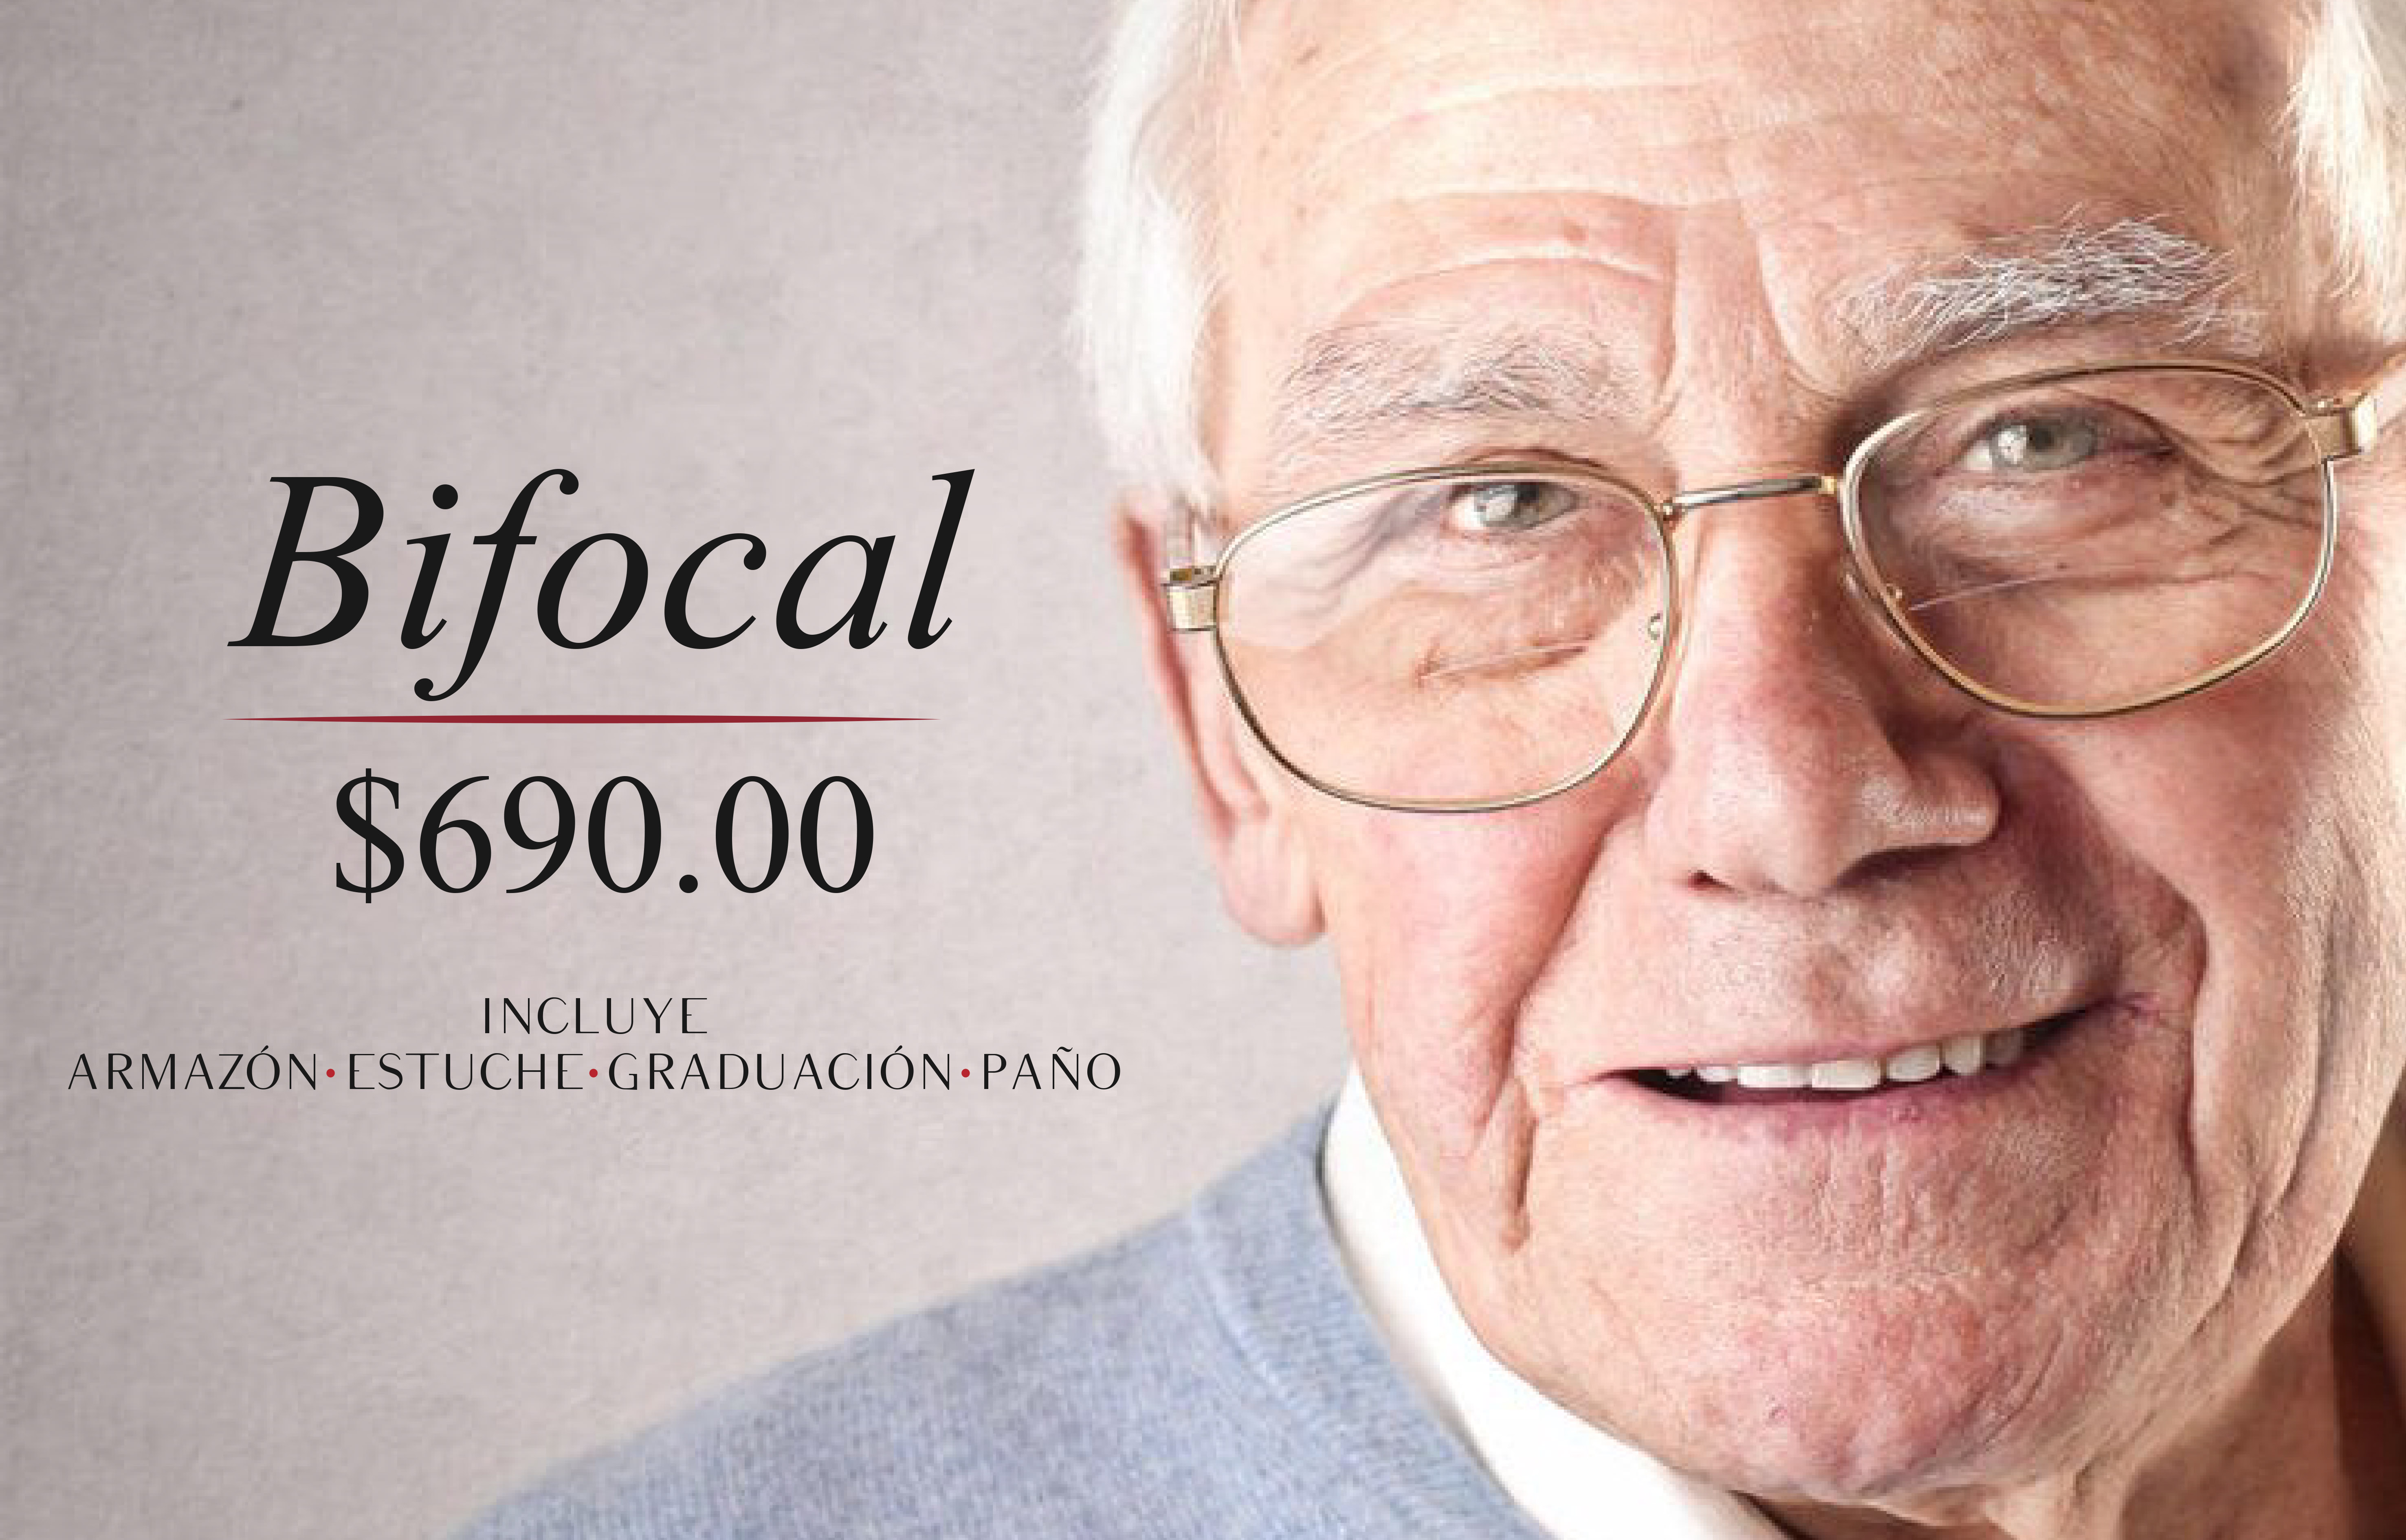 Bifocal
$690.00
INCLUYE
ARMAZÓN•ESTUCHE•GRADUACIÓN•PAÑO